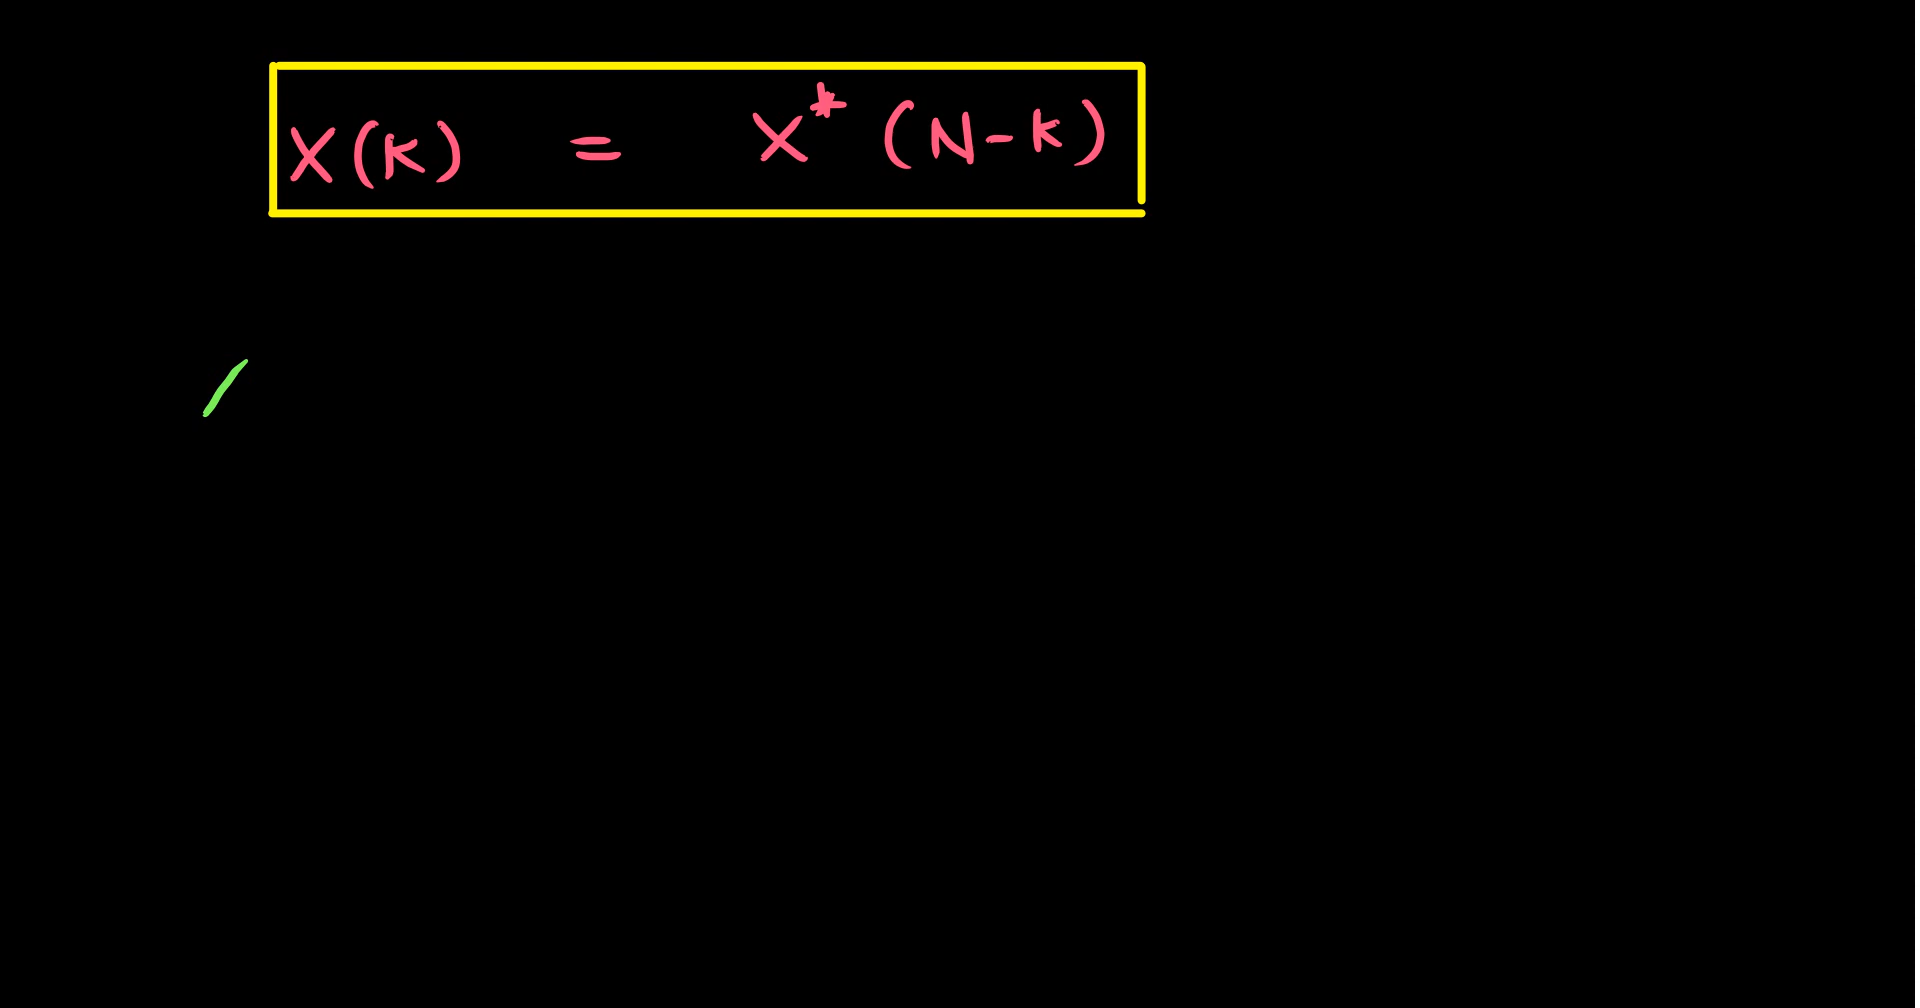 X(k) = X* (N-k)